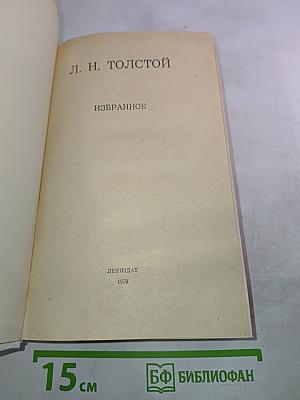 Л. Н. ТОЛСТОЙ
ИЗБРАННОЕ
ЛЕНИЗДАТ
1979
15 см
БФ БИБЛИОФАН